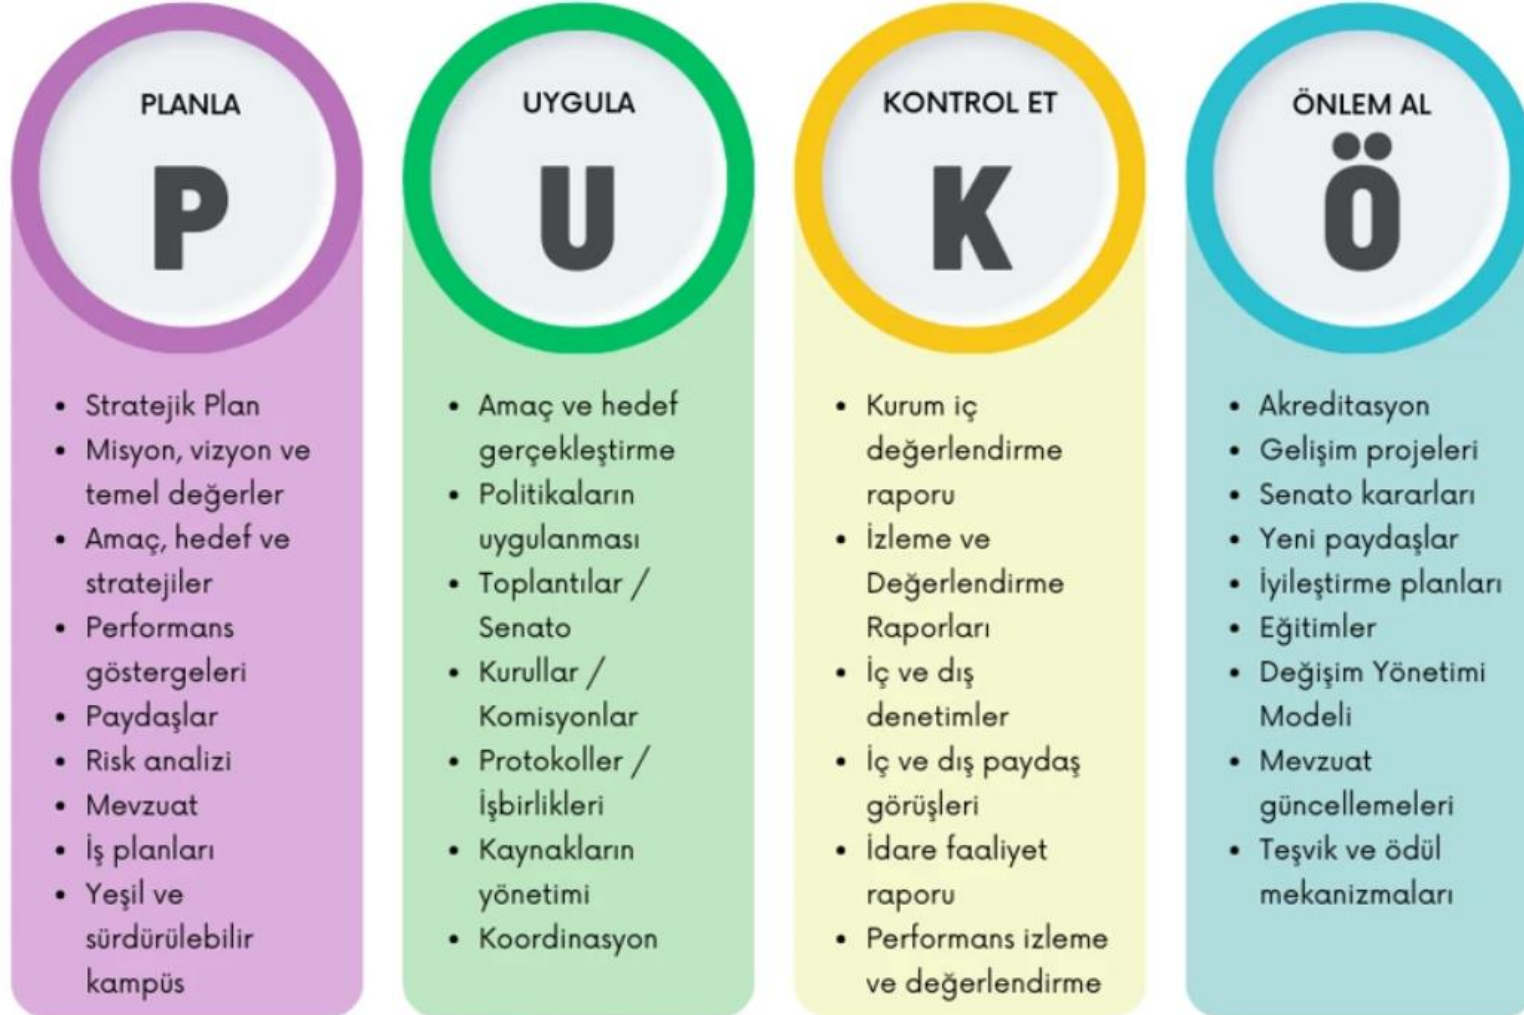 PLANLA
P
• Stratejik Plan
• Misyon, vizyon ve
temel değerler
• Amaç, hedef ve
stratejiler
• Performans
göstergeleri
• Paydaşlar
• Risk analizi
• Mevzuat
• İş planları
• Yeşil ve
sürdürülebilir
kampüs
UYGULA
U
• Amaç ve hedef
gerçekleştirme
• Politikaların
uygulanması
• Toplantılar /
Senato
• Kurullar /
Komisyonlar
• Protokoller /
İşbirlikleri
• Kaynakların
yönetimi
• Koordinasyon
KONTROL ET
K
• Kurum iç
değerlendirme
raporu
• İzleme ve
Değerlendirme
Raporları
• İç ve dış
denetimler
• İç ve dış paydaş
görüşleri
• İdare faaliyet
raporu
• Performans izleme
ve değerlendirme
ÖNLEM AL
Ö
• Akreditasyon
• Gelişim projeleri
• Senato kararları
• Yeni paydaşlar
• İyileştirme planları
• Eğitimler
• Değişim Yönetimi
Modeli
• Mevzuat
güncellemeleri
• Teşvik ve ödül
mekanizmaları